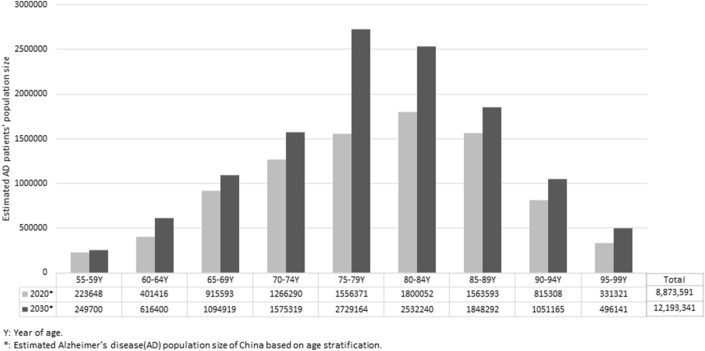 Estimated AD patients' population size
3000000
2500000
2000000
1500000
1000000
500000
0
55-59Y 60-64Y 65-69Y 70-74Y 75-79Y 80-84Y 85-89Y 90-94Y 95-99Y Total
2020* 223648 401416 915593 1266290 1556371 1800052 1563593 815308 331321 8,873,591
2030* 249700 616400 1094919 1575319 2729164 2532240 1848292 1051165 496141 12,193,341
Y: Year of age.
*: Estimated Alzheimer's disease(AD) population size of China based on age stratification.